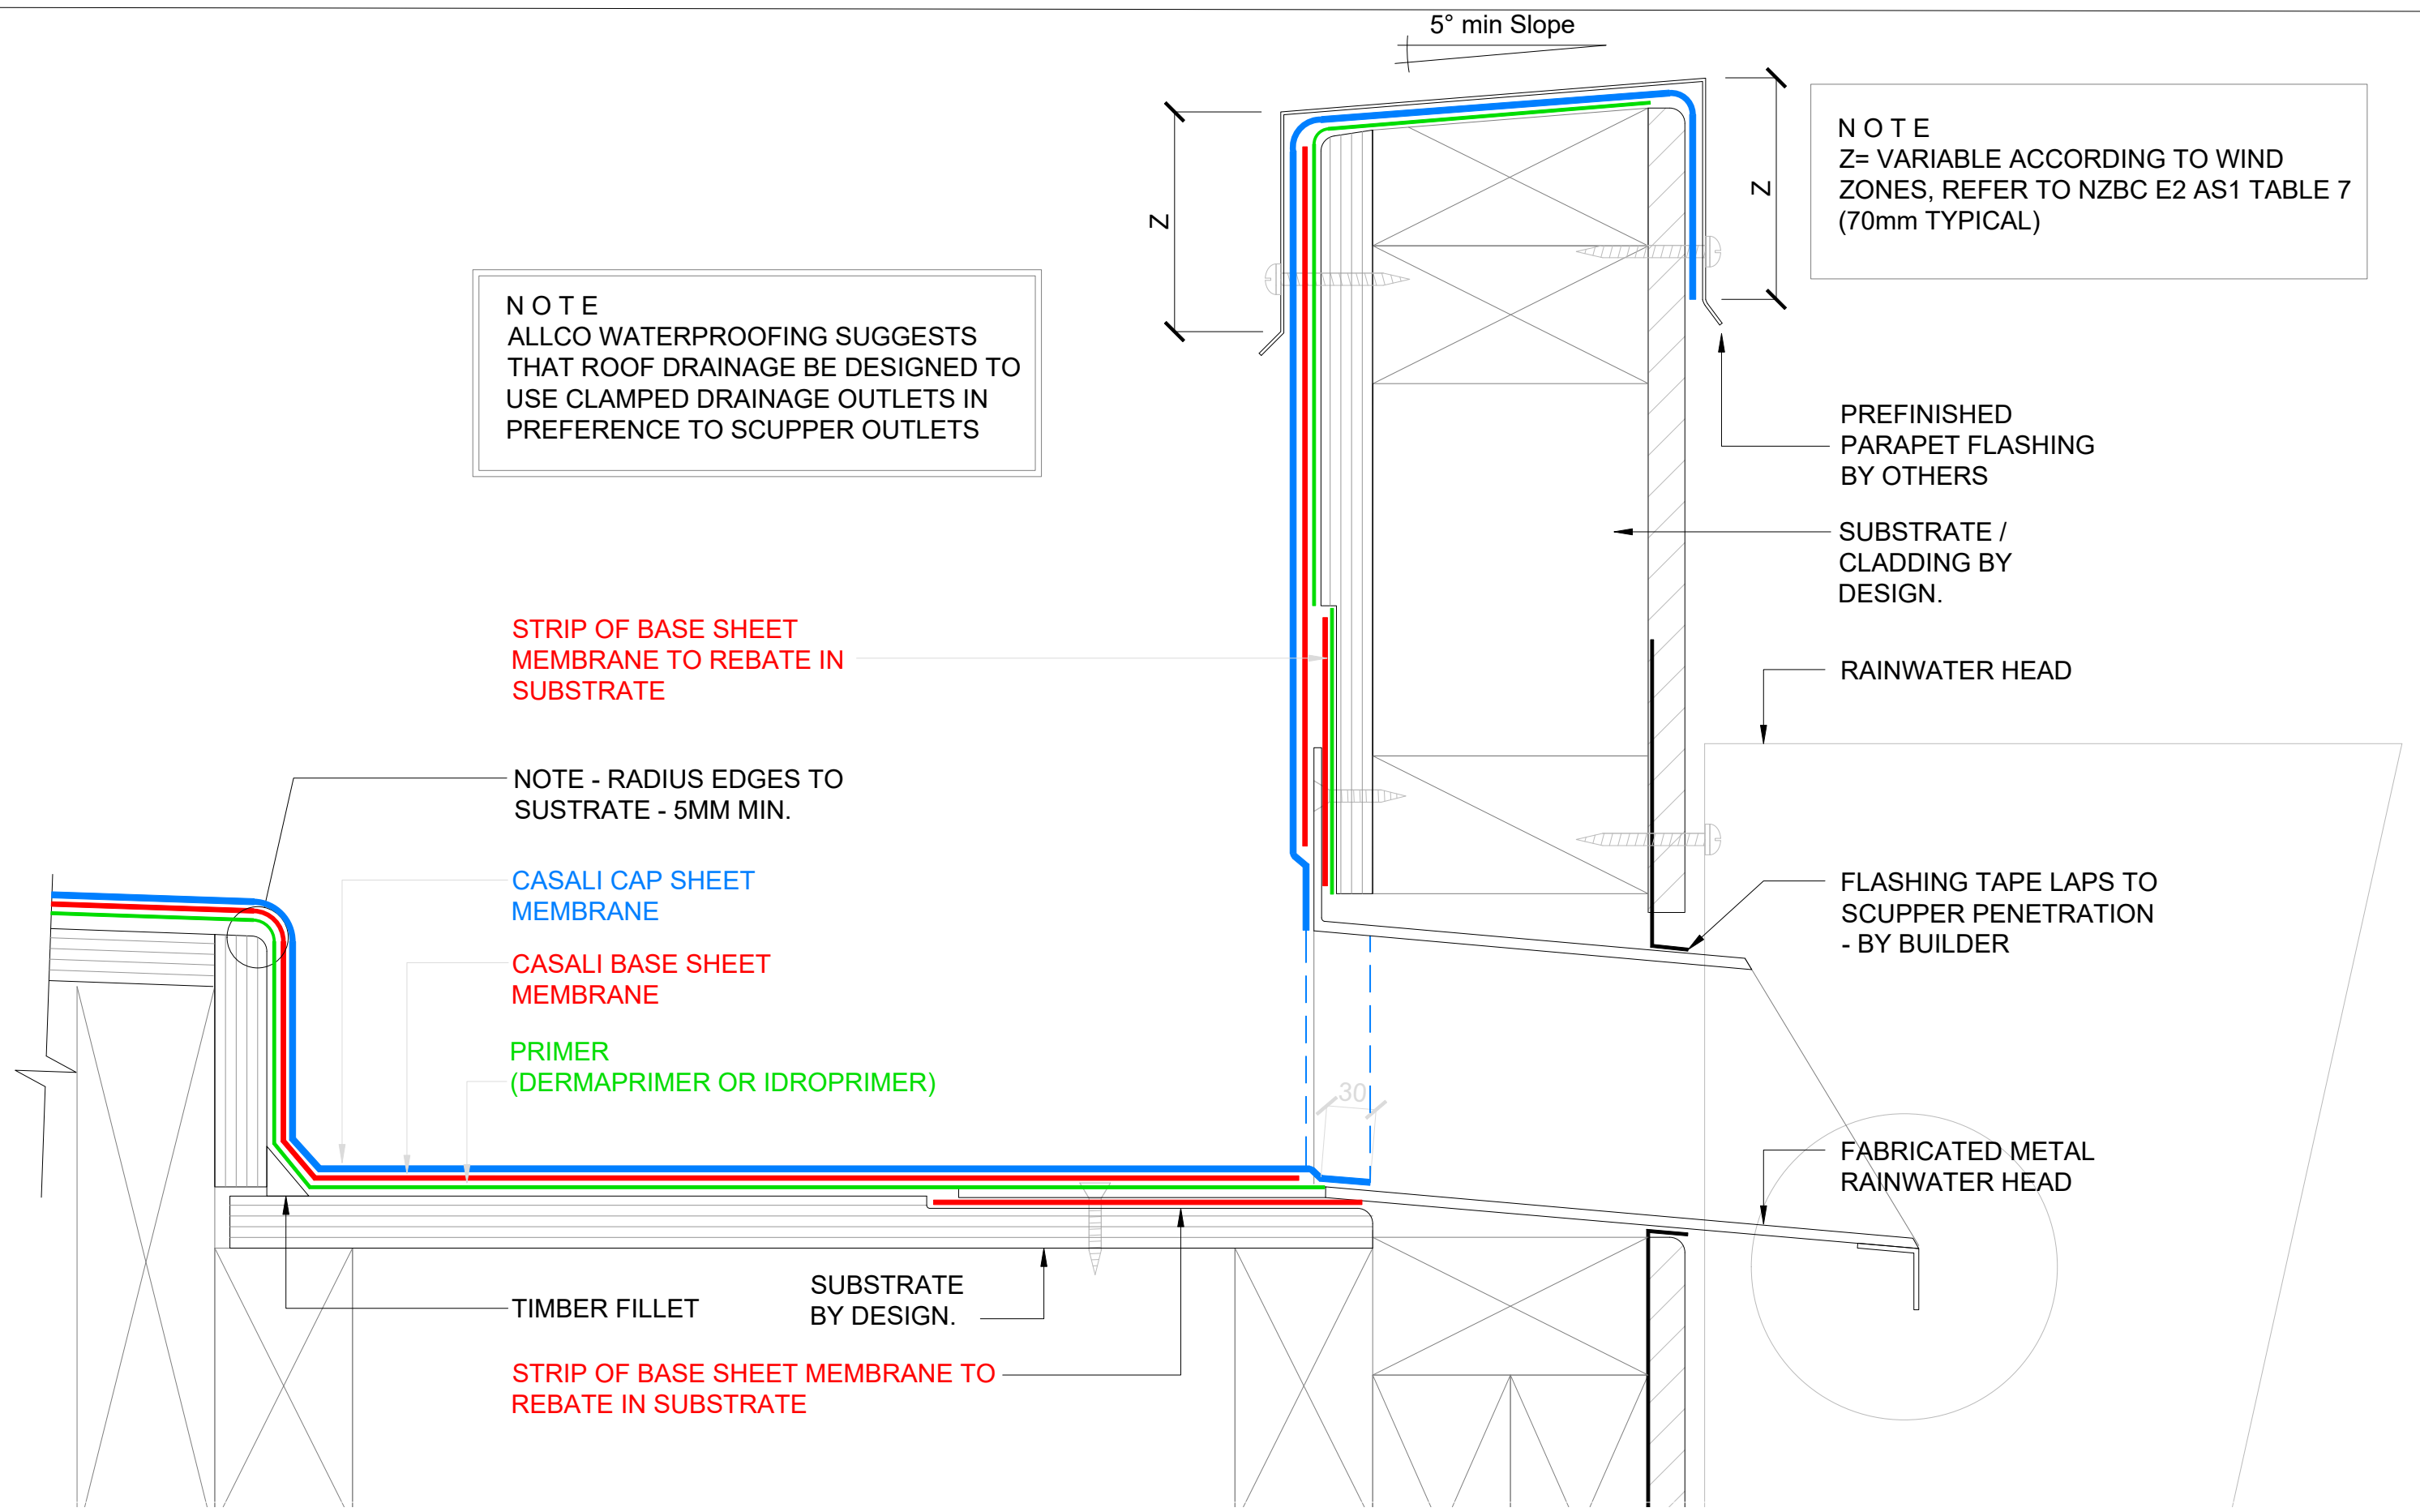 5° min Slope
Z
Z
N O T E
Z= VARIABLE ACCORDING TO WIND
ZONES, REFER TO NZBC E2 AS1 TABLE 7
(70mm TYPICAL)
N O T E
ALLCO WATERPROOFING SUGGESTS
THAT ROOF DRAINAGE BE DESIGNED TO
USE CLAMPED DRAINAGE OUTLETS IN
PREFERENCE TO SCUPPER OUTLETS
PREFINISHED
PARAPET FLASHING
BY OTHERS
SUBSTRATE /
CLADDING BY
DESIGN.
STRIP OF BASE SHEET
MEMBRANE TO REBATE IN
SUBSTRATE
RAINWATER HEAD
NOTE - RADIUS EDGES TO
SUSTRATE - 5MM MIN.
CASALI CAP SHEET
MEMBRANE
FLASHING TAPE LAPS TO
SCUPPER PENETRATION
- BY BUILDER
CASALI BASE SHEET
MEMBRANE
PRIMER
(DERMAPRIMER OR IDROPRIMER)
30
FABRICATED METAL
RAINWATER HEAD
TIMBER FILLET
SUBSTRATE
BY DESIGN.
STRIP OF BASE SHEET MEMBRANE TO
REBATE IN SUBSTRATE